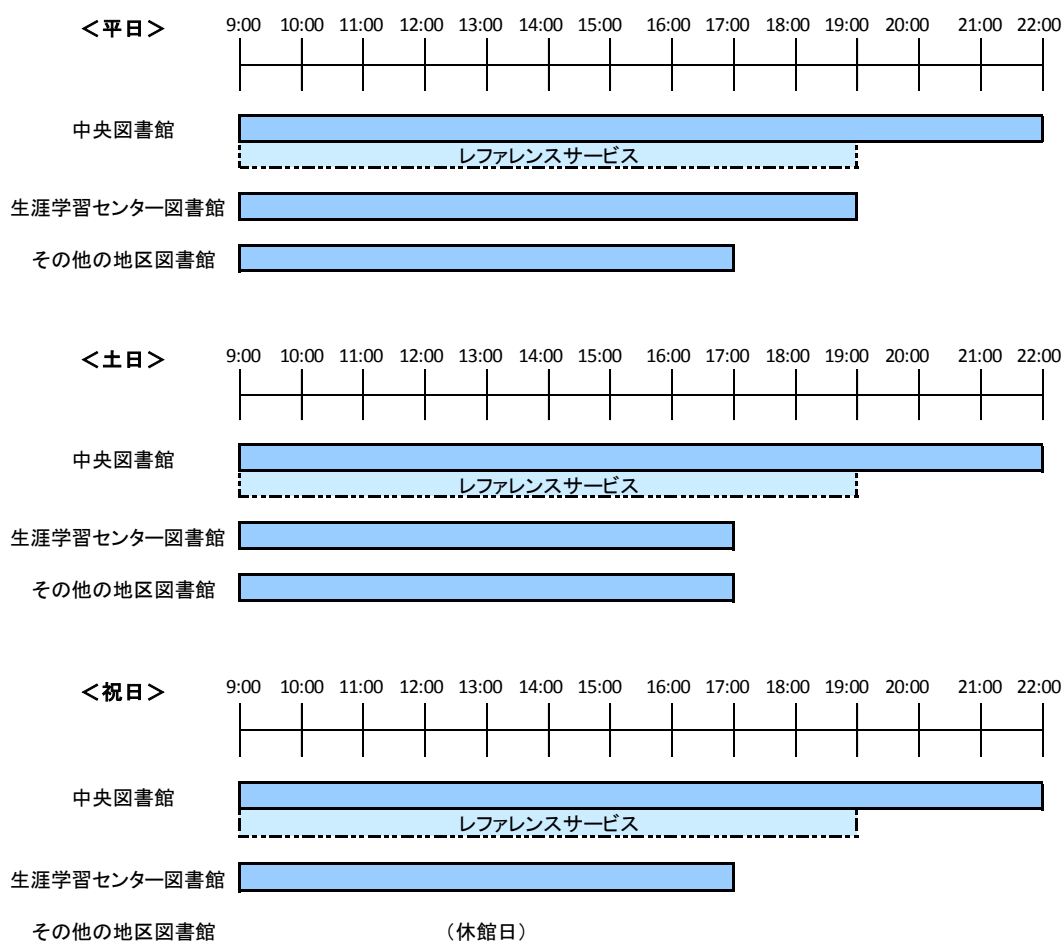 ＜平日＞ 9:00 10:00 11:00 12:00 13:00 14:00 15:00 16:00 17:00 18:00 19:00 20:00 21:00 22:00
中央図書館
レファレンスサービス
生涯学習センター図書館
その他の地区図書館
＜土日＞ 9:00 10:00 11:00 12:00 13:00 14:00 15:00 16:00 17:00 18:00 19:00 20:00 21:00 22:00
中央図書館
レファレンスサービス
生涯学習センター図書館
その他の地区図書館
＜祝日＞ 9:00 10:00 11:00 12:00 13:00 14:00 15:00 16:00 17:00 18:00 19:00 20:00 21:00 22:00
中央図書館
レファレンスサービス
生涯学習センター図書館
その他の地区図書館 （休館日）